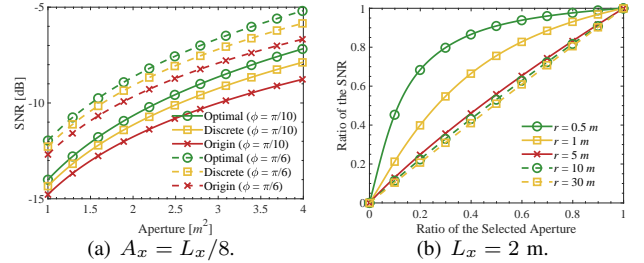 -5
-10
-15
SNR [dB]
1
1.5
2
2.5
3
3.5
4
Aperture [m²]
Optimal (ϕ = π/10)
Discrete (ϕ = π/10)
Origin (ϕ = π/10)
Optimal (ϕ = π/6)
Discrete (ϕ = π/6)
Origin (ϕ = π/6)
(a) Aₓ = Lₓ/8.
1
0.8
0.6
0.4
0.2
0
Ratio of the SNR
0
0.2
0.4
0.6
0.8
1
Ratio of the Selected Aperture
r = 0.5 m
r = 1 m
r = 5 m
r = 10 m
r = 30 m
(b) Lₓ = 2 m.